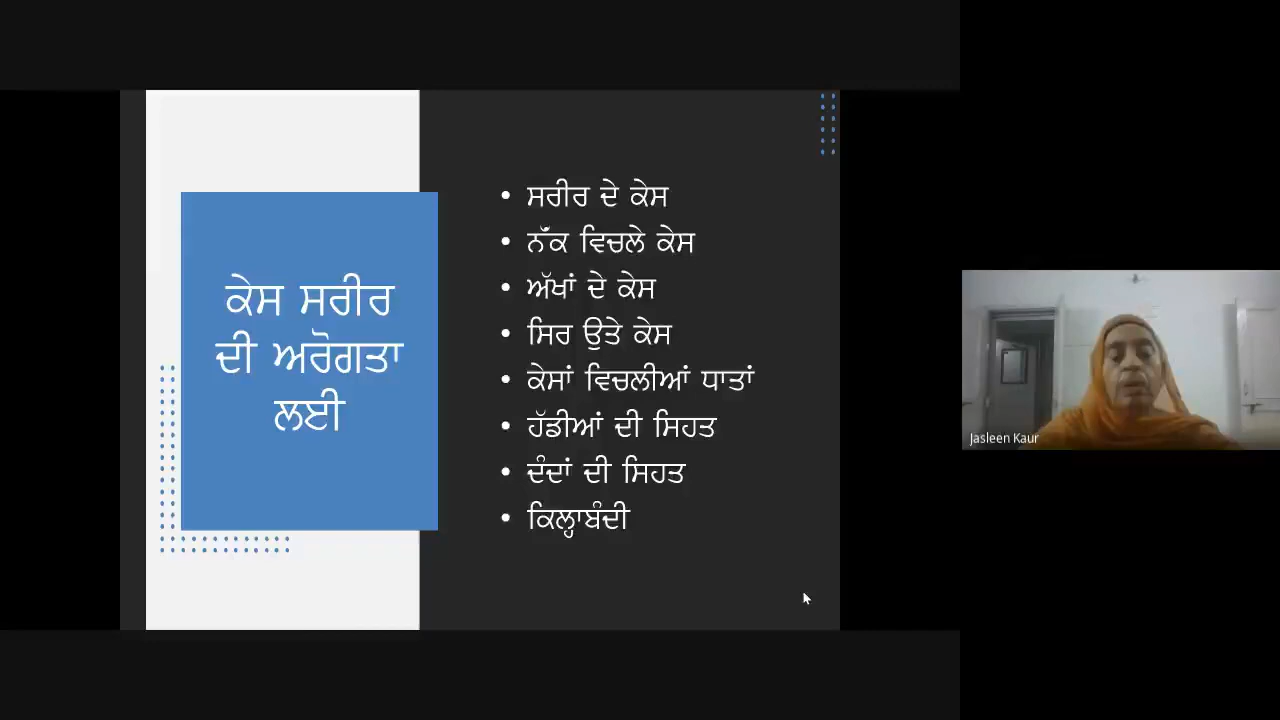 ਕੇਸ ਸਰੀਰ
ਦੀ ਅਰੋਗਤਾ
ਲਈ
• ਸਰੀਰ ਦੇ ਕੇਸ
• ਨੱਕ ਵਿਚਲੇ ਕੇਸ
• ਅੱਖਾਂ ਦੇ ਕੇਸ
• ਸਿਰ ਉਤੇ ਕੇਸ
• ਕੇਸਾਂ ਵਿਚਲੀਆਂ ਧਾਤਾਂ
• ਹੱਡੀਆਂ ਦੀ ਸਿਹਤ
• ਦੰਦਾਂ ਦੀ ਸਿਹਤ
• ਕਿਲ੍ਹਾਬੰਦੀ
Jasleen Kaur